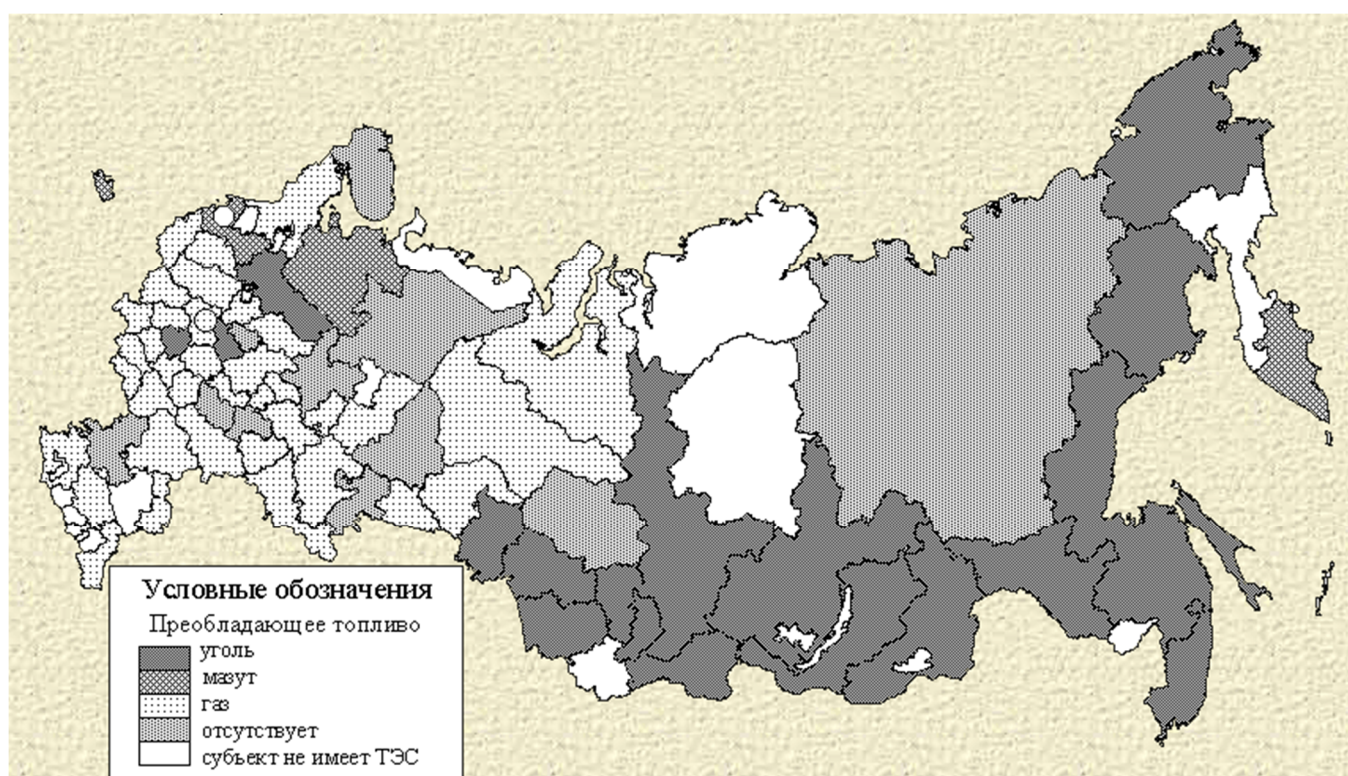 Условные обозначения
Преобладающее топливо
уголь
мазут
газ
отсутствует
субъект не имеет ТЭС